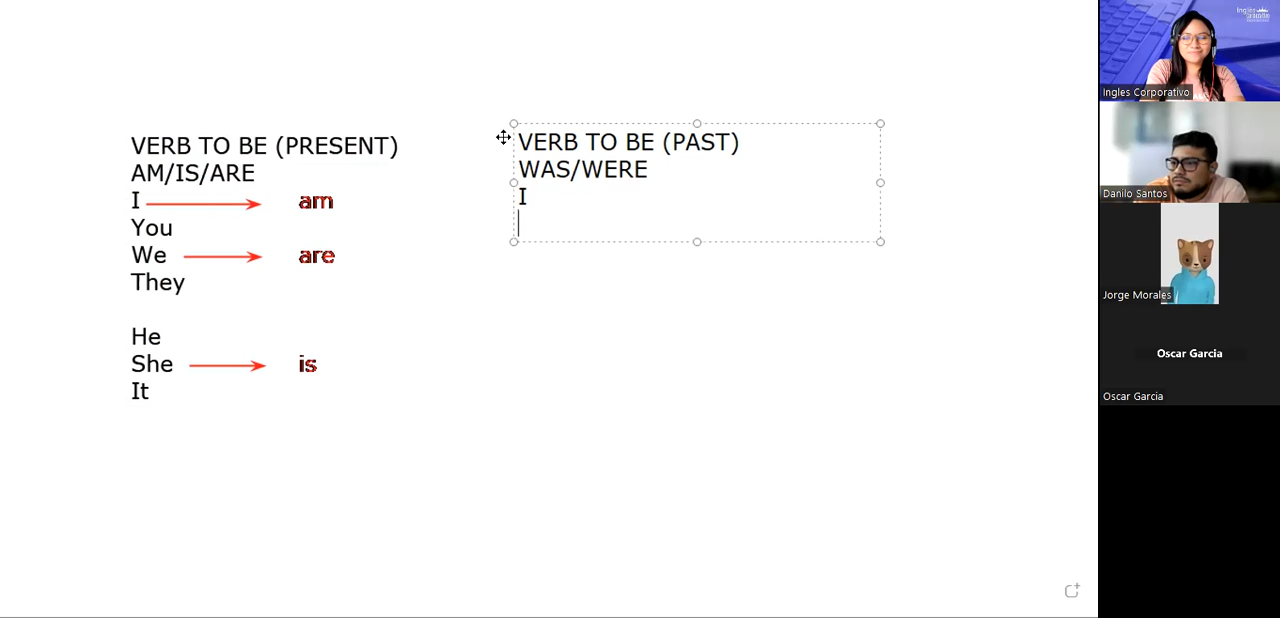 VERB TO BE (PRESENT)
AM/IS/ARE
I am
You
We are
They
He
She is
It
VERB TO BE (PAST)
WAS/WERE
I
Ingles
Ingles Corporativo
Danilo Santos
Jorge Morales
Oscar Garcia
Oscar Garcia